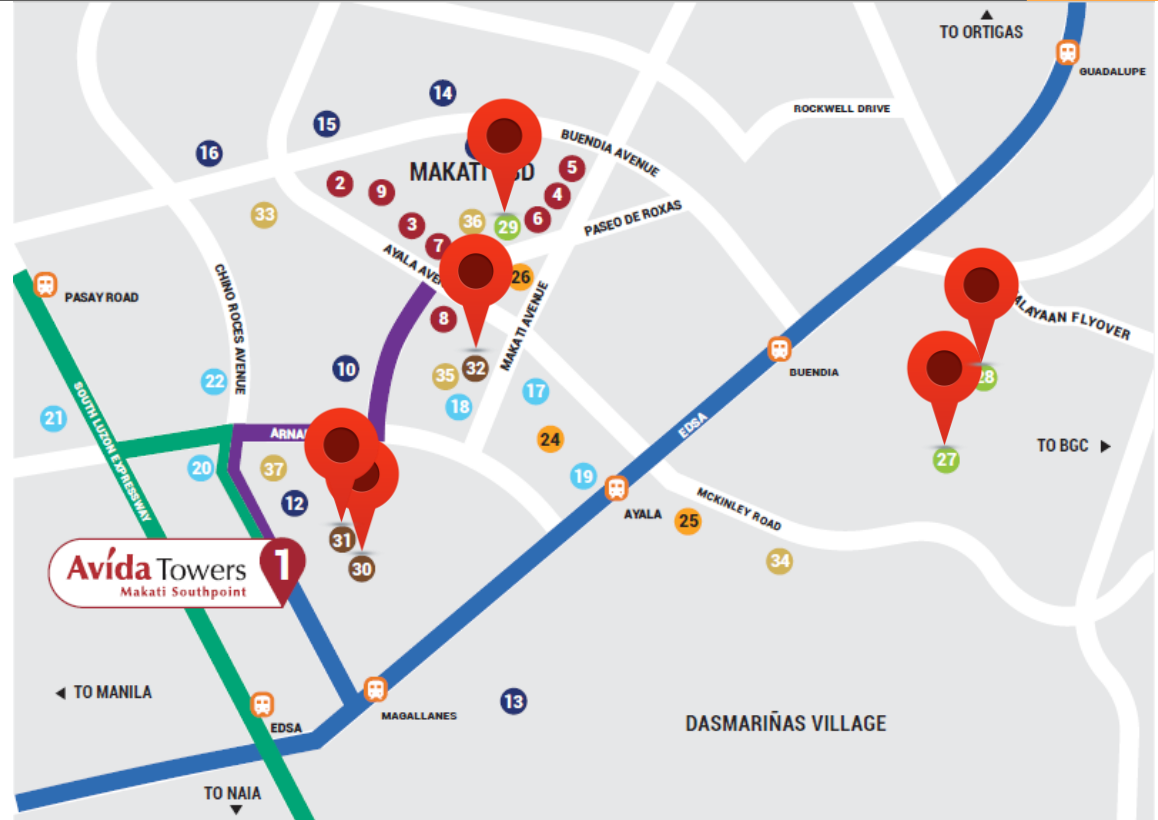 TO ORTIGAS
GUADALUPE
ROCKWELL DRIVE
14
15
16
BUENDIA AVENUE
MAKATI
2
9
5
4
33
3
36
29
6
PASEO DE ROXAS
7
AYALA
26
CHINO ROCES AVENUE
PASAY ROAD
8
MAKATI AVENUE
FLYOVER
BUENDIA
10
35
32
22
18
17
28
21
SOUTH LUZON EXPRESSWAY
EDSA
24
27
TO BGC
20
37
19
12
AYALA
25
MCKINLEY ROAD
31
30
34
Avída Towers
Makati Southpoint
1
TO MANILA
MAGALLANES
13
EDSA
DASMARIÑAS VILLAGE
TO NAIA